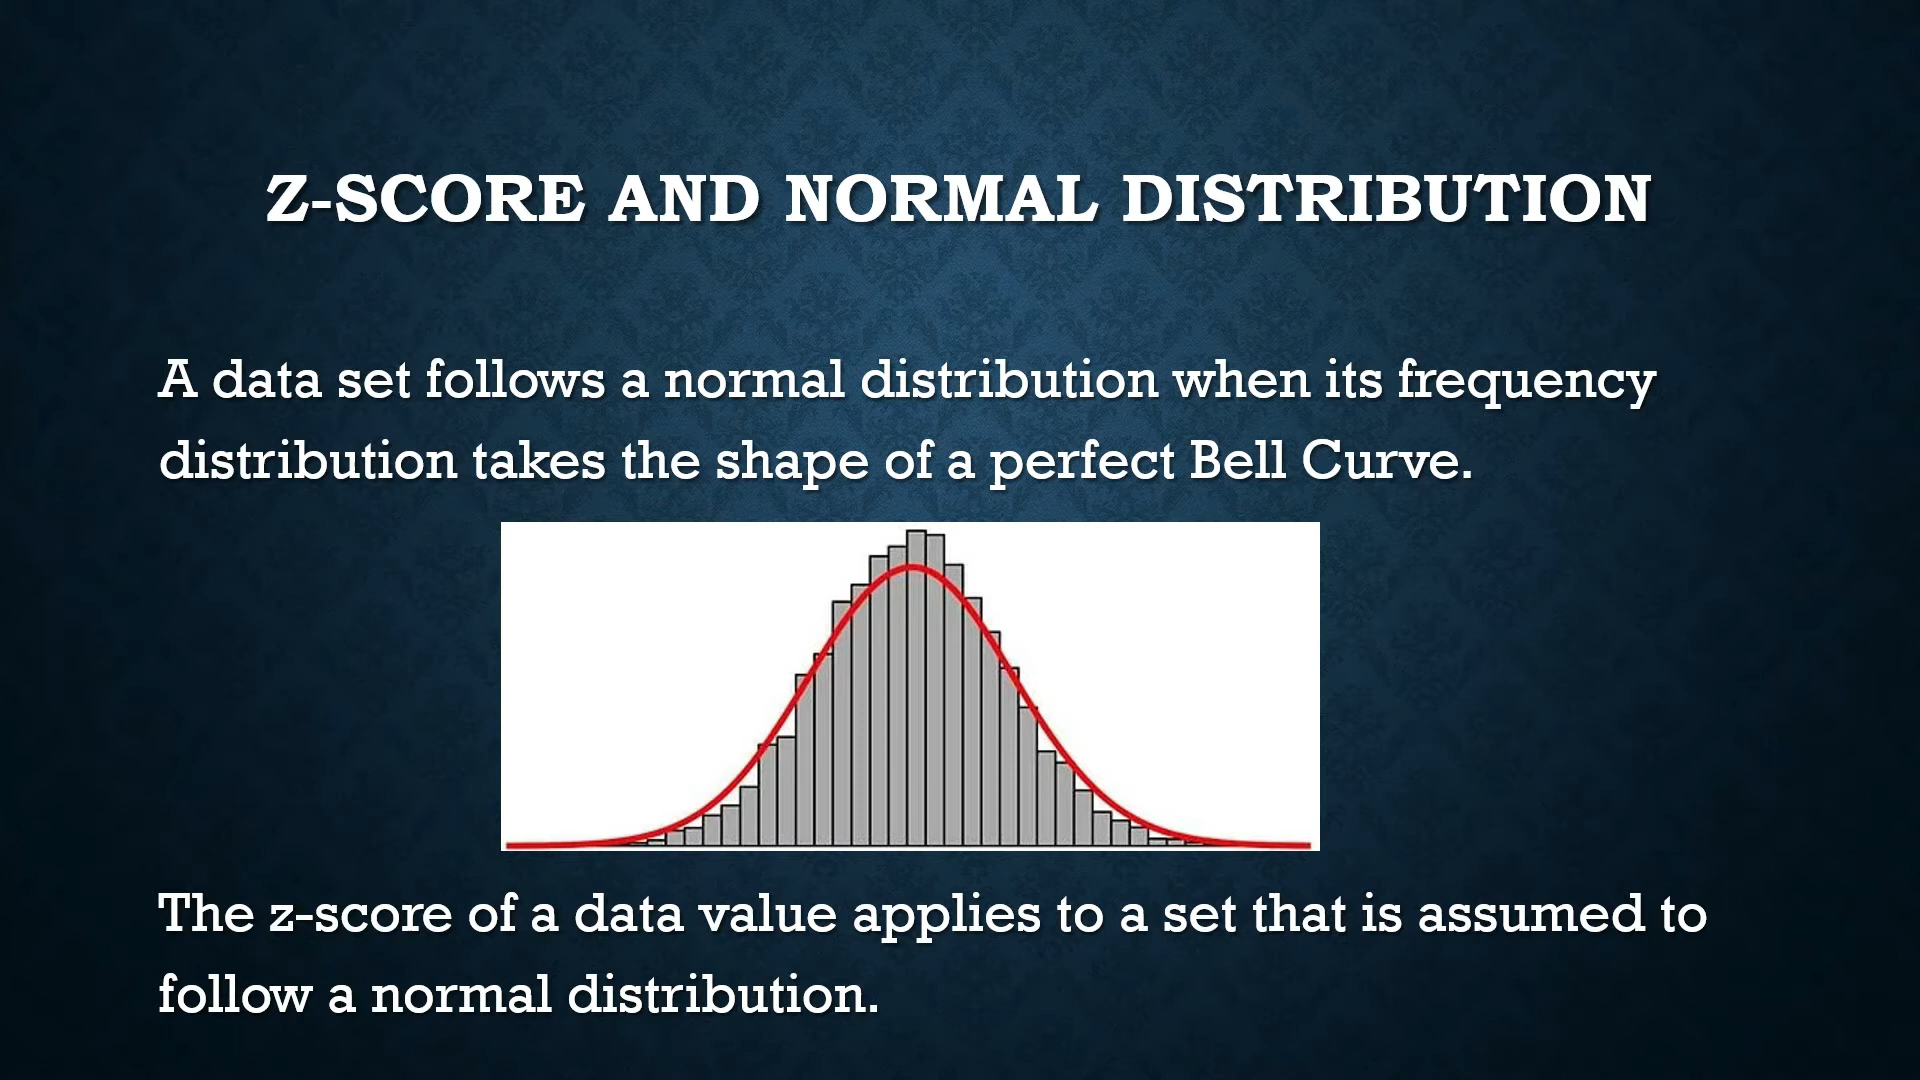 Z-SCORE AND NORMAL DISTRIBUTION
A data set follows a normal distribution when its frequency
distribution takes the shape of a perfect Bell Curve.
The z-score of a data value applies to a set that is assumed to
follow a normal distribution.